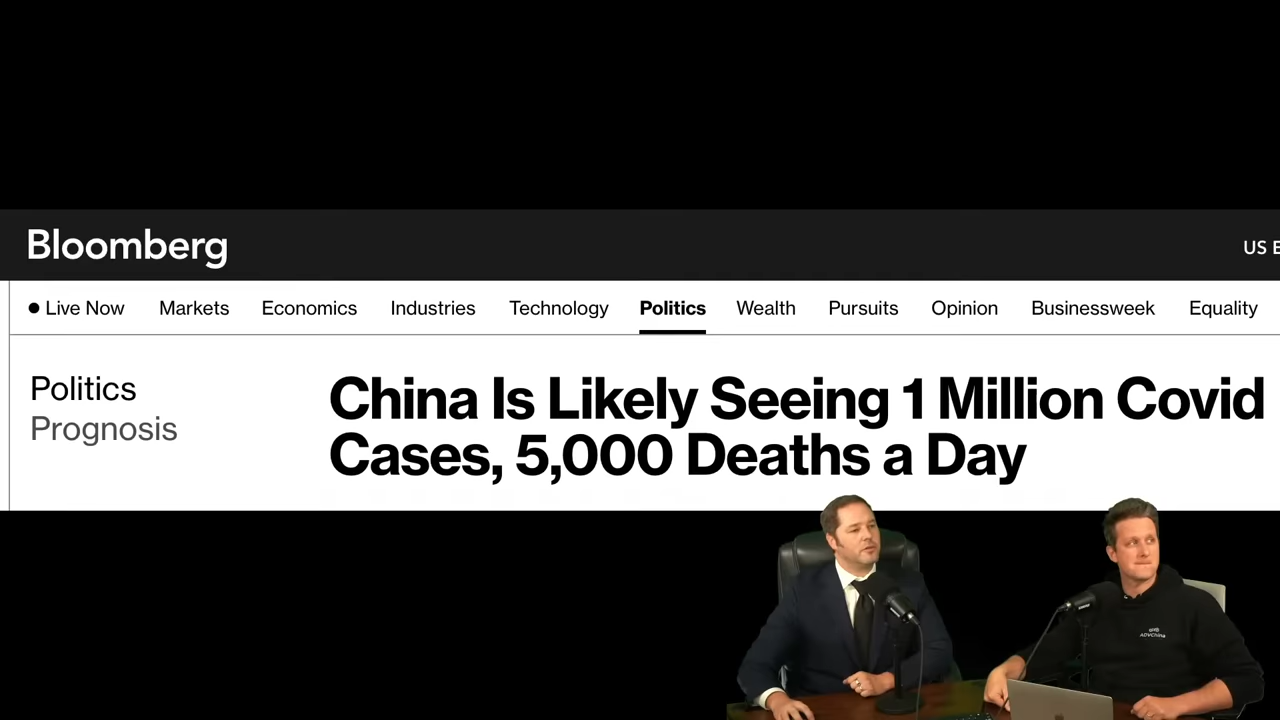 Bloomberg
US E
Live Now Markets Economics Industries Technology Politics Wealth Pursuits Opinion Businessweek Equality
Politics
Prognosis
China Is Likely Seeing 1 Million Covid
Cases, 5,000 Deaths a Day
ADVChina